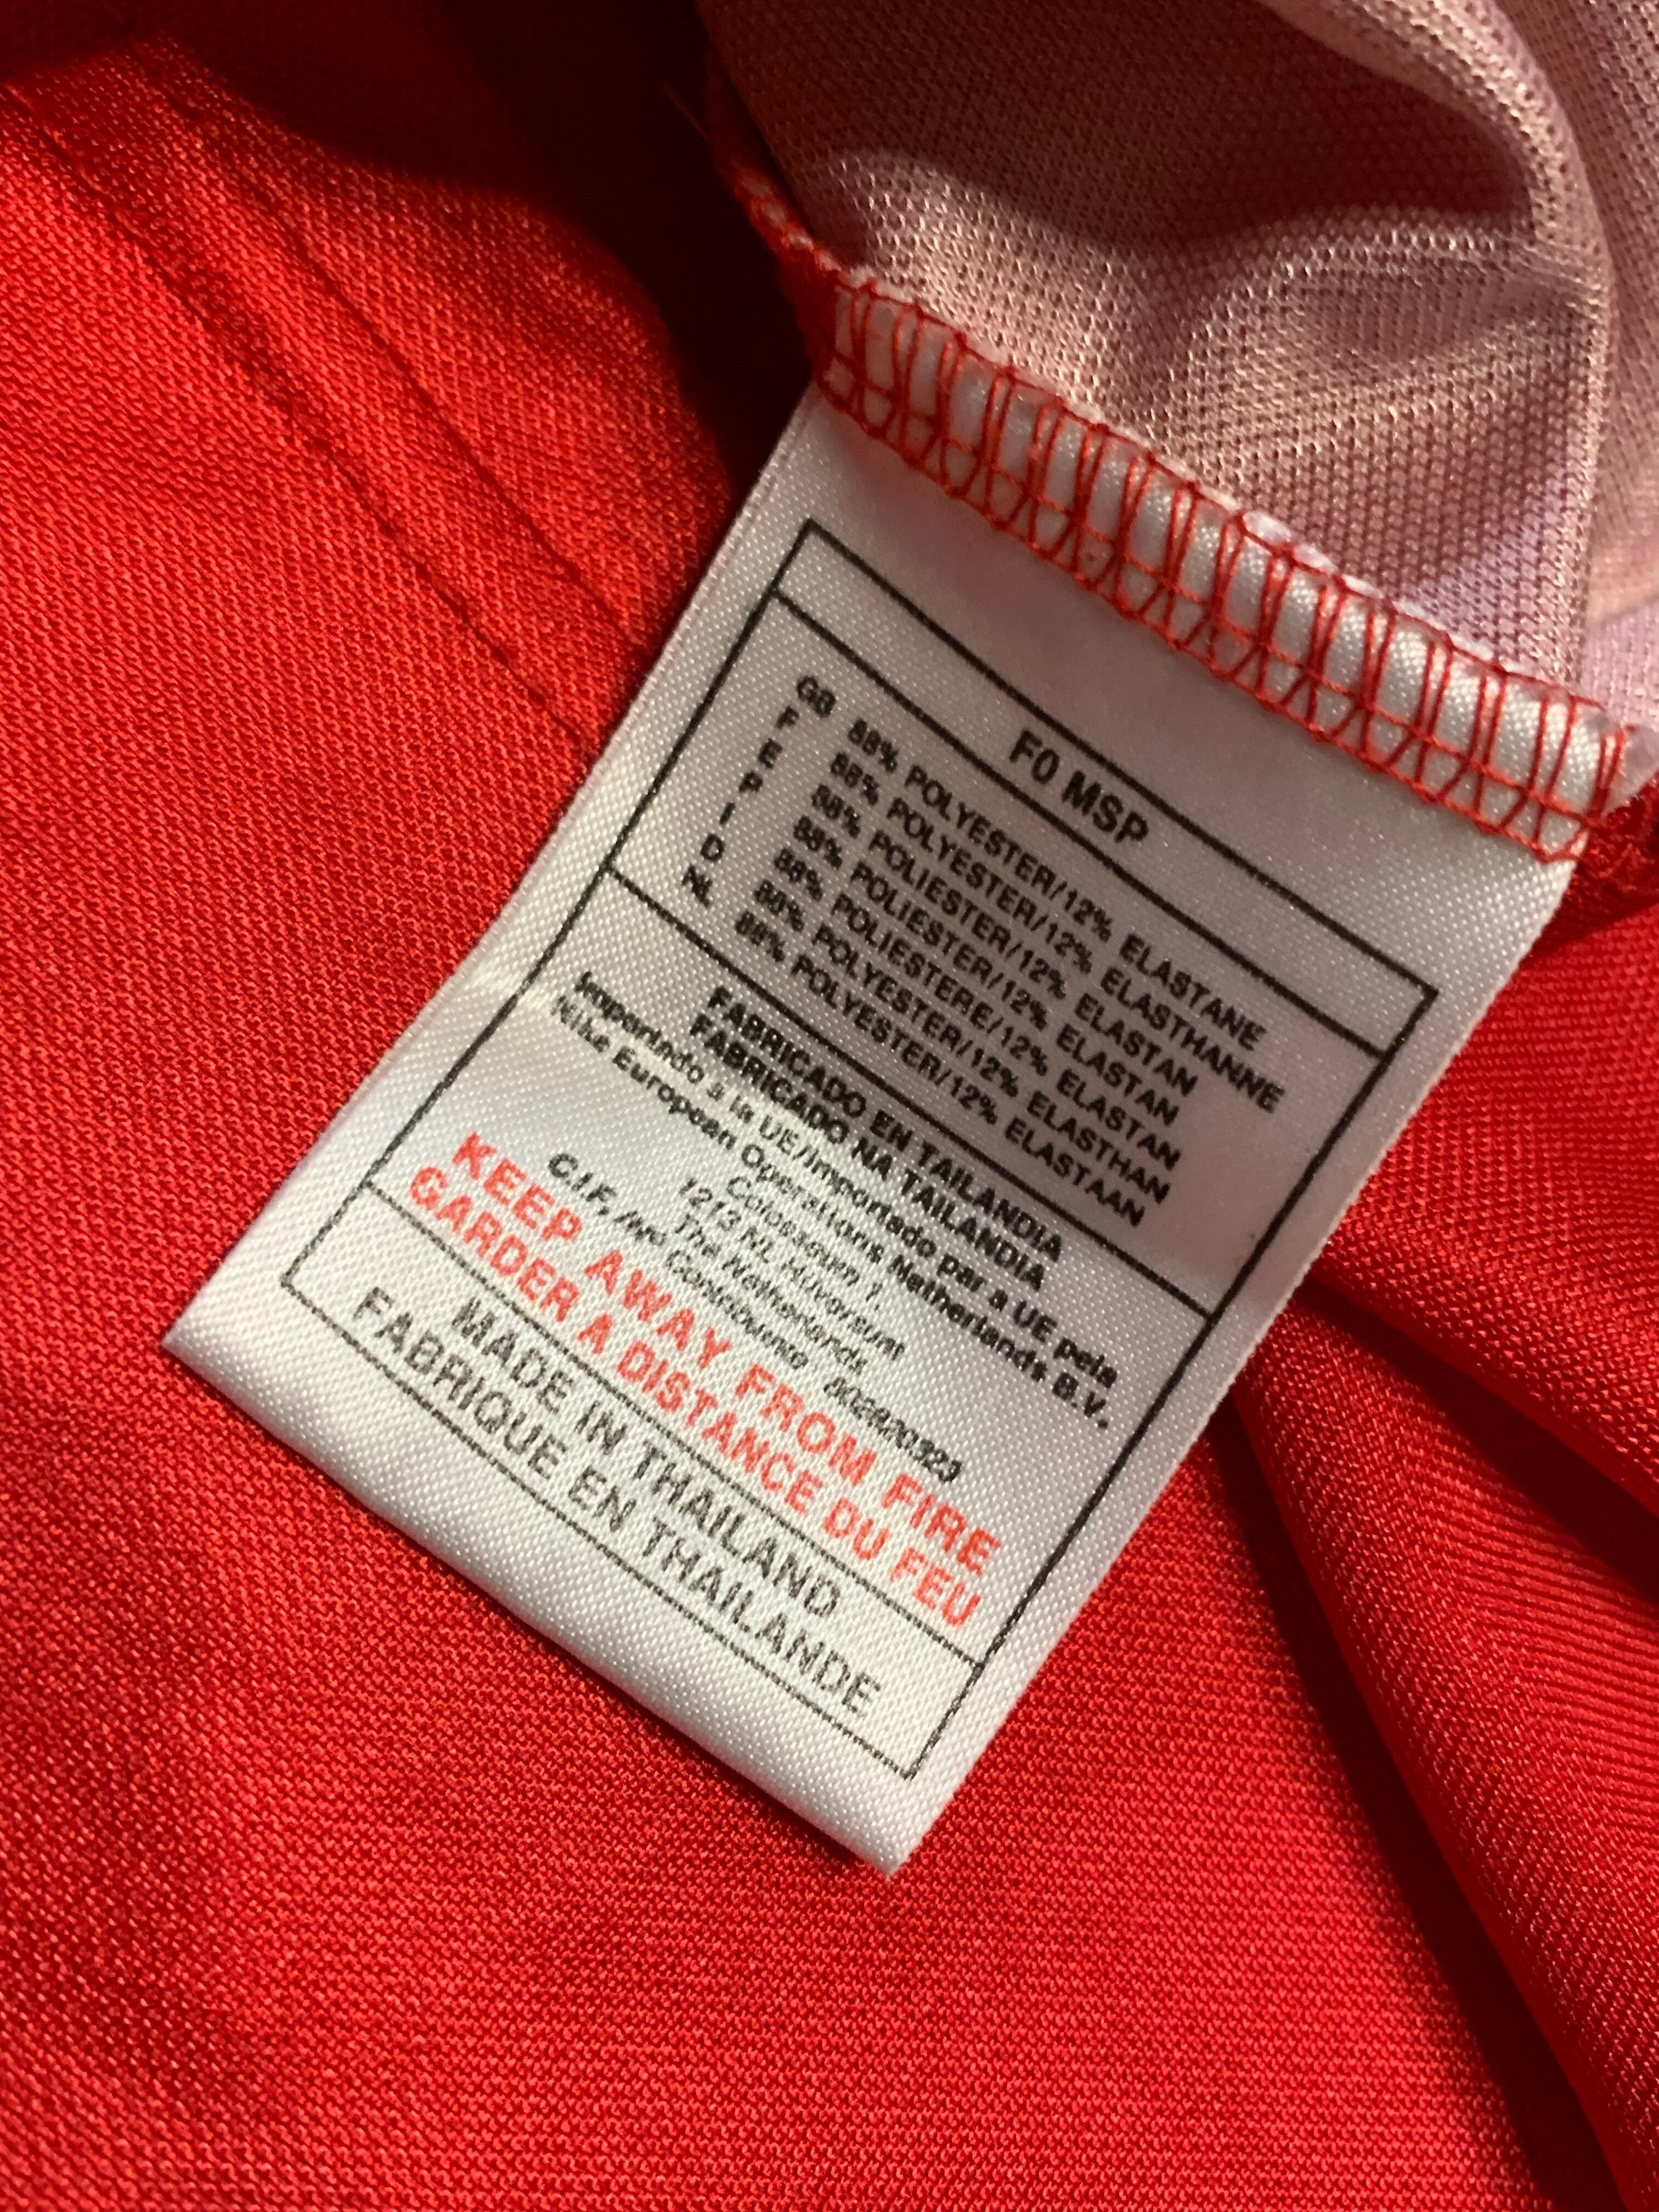 F0 MSP
GB 88% POLYESTER/12% ELASTANE
F 88% POLYESTER/12% ELASTHANNE
E 88% POLIESTER/12% ELASTAN
P 88% POLIESTER/12% ELASTAN
I 88% POLIESTERE/12% ELASTAN
D 88% POLYESTER/12% ELASTHAN
NL 88% POLYESTER/12% ELASTAAN
FABRICADO EN TAILANDIA
FABRICADO NA TAILANDIA
Importado a la UE/Importado par a UE pela
Nike European Operations Netherlands B.V.
Colosseum 1,
1213 NL Hilversum
The Netherlands
C.I.F./nº Contribuinte
KEEP AWAY FROM FIRE
GARDER A DISTANCE DU FEU
MADE IN THAILAND
FABRIQUE EN THAILANDE